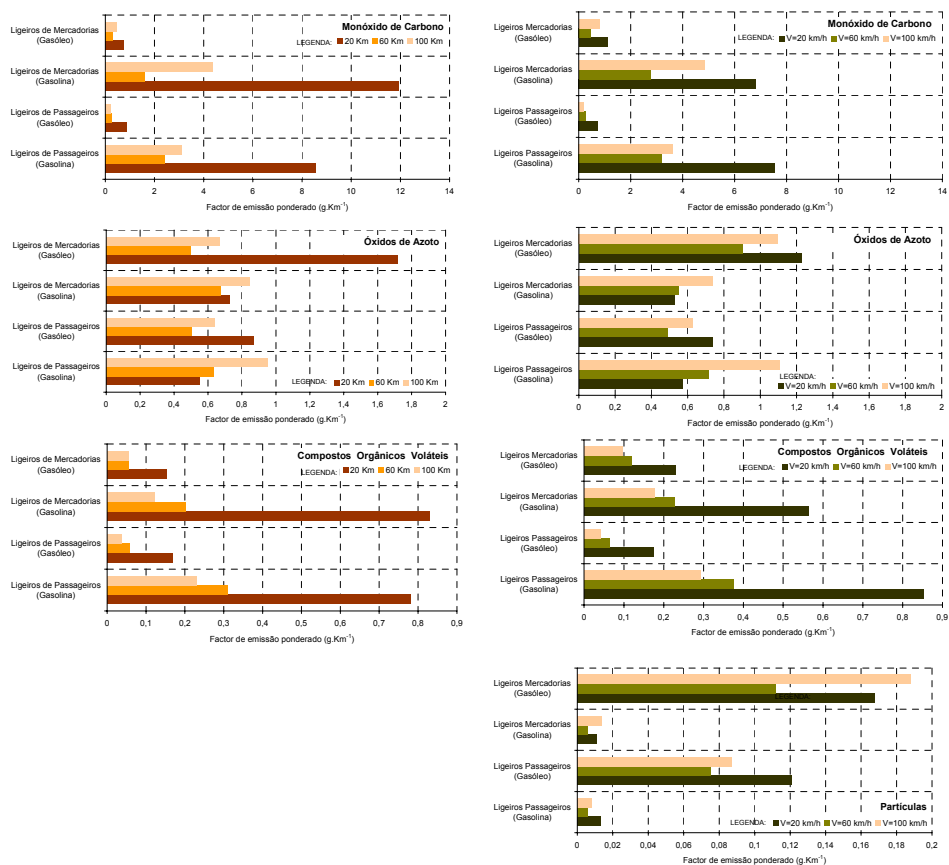 Monóxido de Carbono
LEGENDA: 20 Km 60 Km 100 Km
Ligeiros de Mercadorias
(Gasóleo)
Ligeiros de Mercadorias
(Gasolina)
Ligeiros de Passageiros
(Gasóleo)
Ligeiros de Passageiros
(Gasolina)
0 2 4 6 8 10 12 14
Factor de emissão ponderado (g.Km-1)
Monóxido de Carbono
LEGENDA: V=20 km/h V=60 km/h V=100 km/h
Ligeiros Mercadorias
(Gasóleo)
Ligeiros Mercadorias
(Gasolina)
Ligeiros Passageiros
(Gasóleo)
Ligeiros Passageiros
(Gasolina)
0 2 4 6 8 10 12 14
Factor de emissão ponderado (g.Km-1)
Óxidos de Azoto
Ligeiros de Mercadorias
(Gasóleo)
Ligeiros de Mercadorias
(Gasolina)
Ligeiros de Passageiros
(Gasóleo)
Ligeiros de Passageiros
(Gasolina)
LEGENDA: 20 Km 60 Km 100 Km
0 0,2 0,4 0,6 0,8 1 1,2 1,4 1,6 1,8 2
Factor de emissão ponderado (g.Km-1)
Óxidos de Azoto
Ligeiros Mercadorias
(Gasóleo)
Ligeiros Mercadorias
(Gasolina)
Ligeiros Passageiros
(Gasóleo)
Ligeiros Passageiros
(Gasolina)
LEGENDA:
V=20 km/h V=60 km/h V=100 km/h
0 0,2 0,4 0,6 0,8 1 1,2 1,4 1,6 1,8 2
Factor de emissão ponderado (g.Km-1)
Compostos Orgânicos Voláteis
LEGENDA: 20 Km 60 Km 100 Km
Ligeiros de Mercadorias
(Gasóleo)
Ligeiros de Mercadorias
(Gasolina)
Ligeiros de Passageiros
(Gasóleo)
Ligeiros de Passageiros
(Gasolina)
0 0,1 0,2 0,3 0,4 0,5 0,6 0,7 0,8 0,9
Factor de emissão ponderado (g.Km-1)
Compostos Orgânicos Voláteis
LEGENDA: V=20 km/h V=60 km/h V=100 km/h
Ligeiros Mercadorias
(Gasóleo)
Ligeiros Mercadorias
(Gasolina)
Ligeiros Passageiros
(Gasóleo)
Ligeiros Passageiros
(Gasolina)
0 0,1 0,2 0,3 0,4 0,5 0,6 0,7 0,8 0,9
Factor de emissão ponderado (g.Km-1)
Ligeiros Mercadorias
(Gasóleo)
LEGENDA:
Ligeiros Mercadorias
(Gasolina)
Ligeiros Passageiros
(Gasóleo)
Ligeiros Passageiros
(Gasolina)
Partículas
LEGENDA: V=20 km/h V=60 km/h V=100 km/h
0 0,02 0,04 0,06 0,08 0,1 0,12 0,14 0,16 0,18 0,2
Factor de emissão ponderado (g.Km-1)